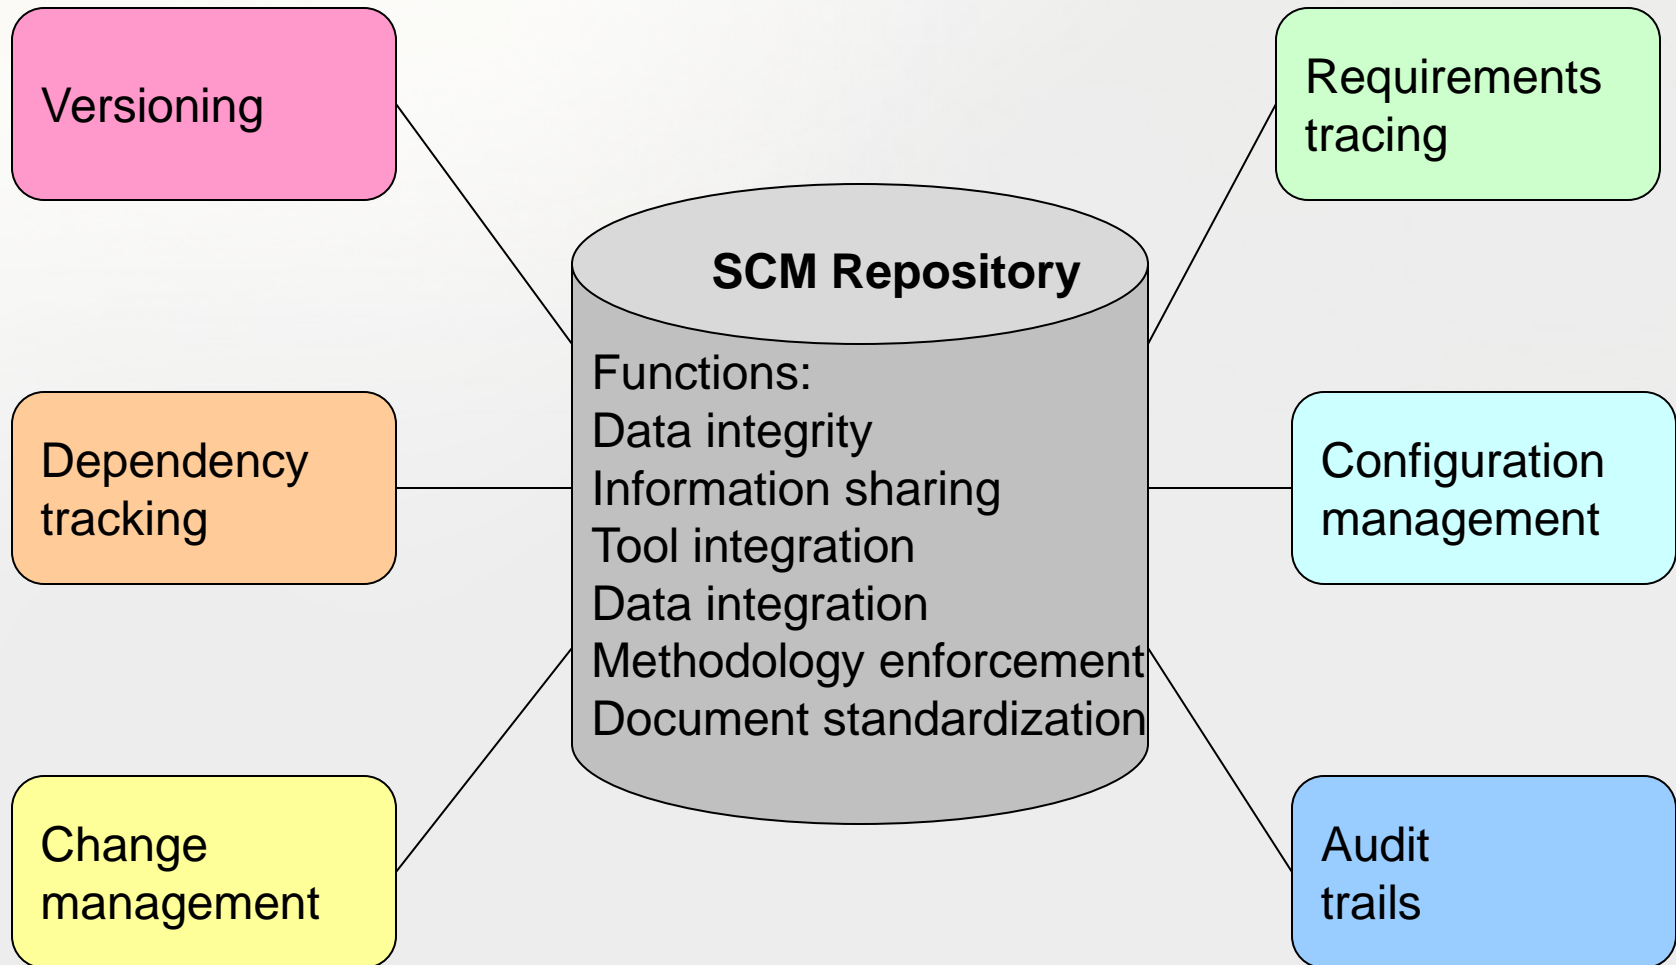 Versioning
Requirements
tracing
SCM Repository
Functions:
Data integrity
Information sharing
Tool integration
Data integration
Methodology enforcement
Document standardization
Dependency
tracking
Configuration
management
Change
management
Audit
trails